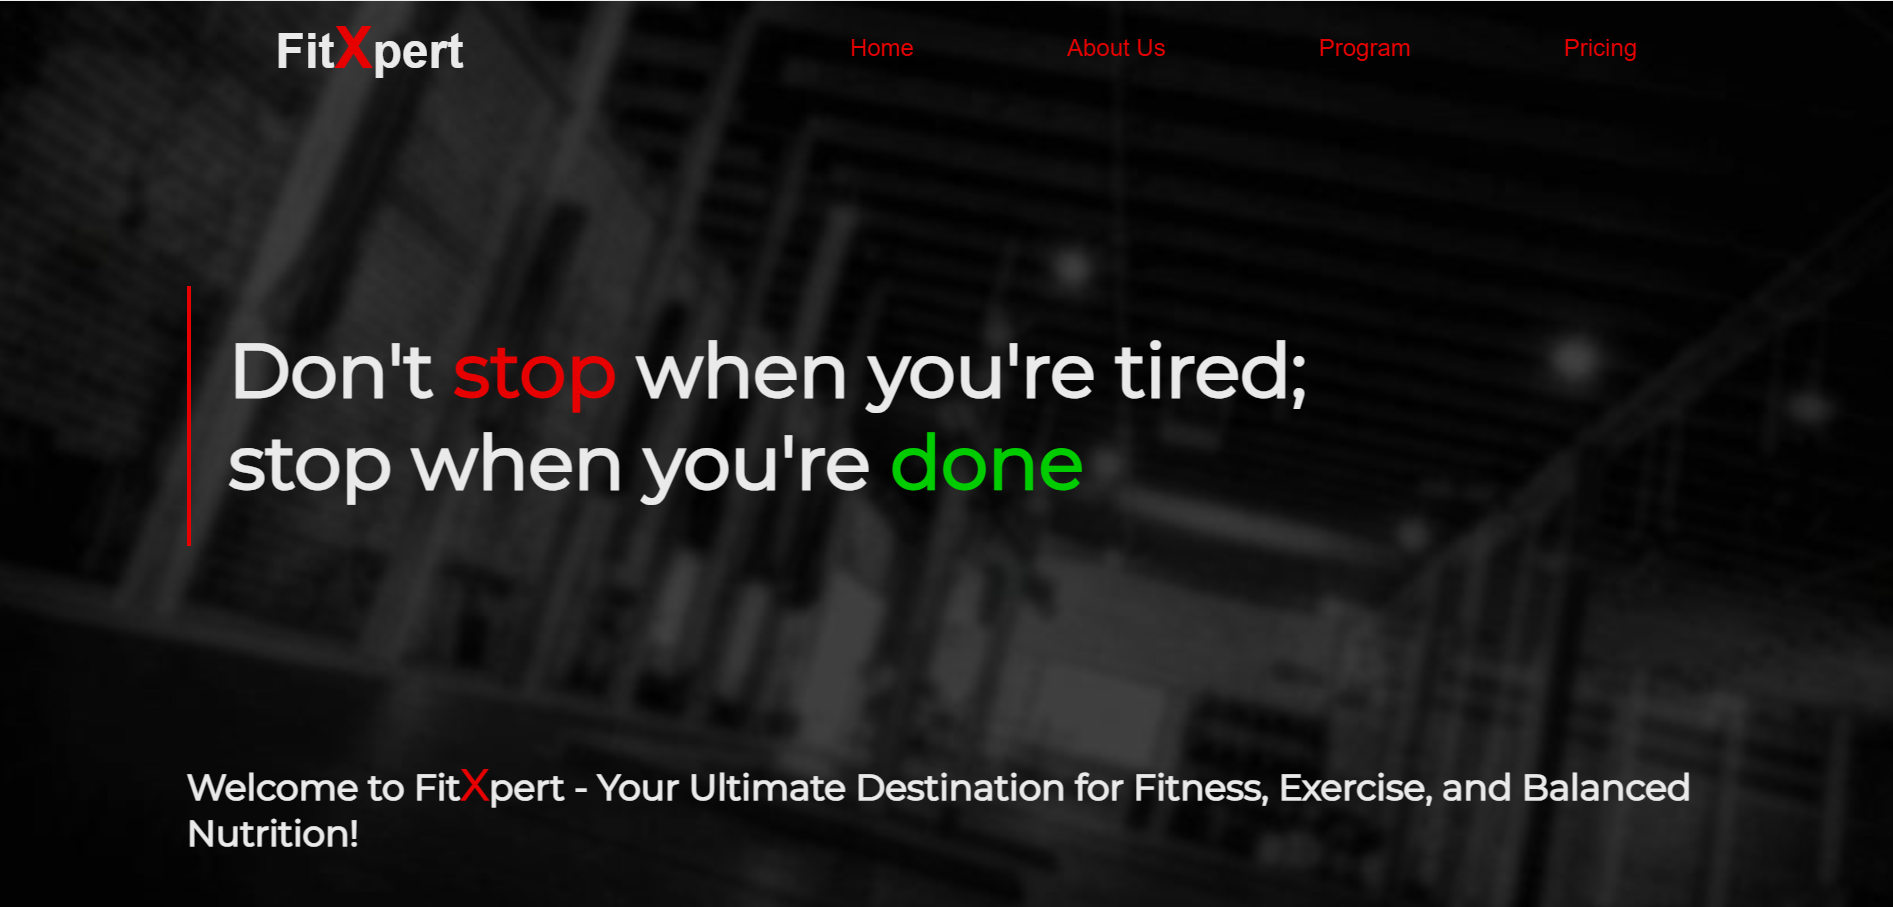 FitXpert Home About Us Program Pricing
Don't stop when you're tired;
stop when you're done
Welcome to FitXpert - Your Ultimate Destination for Fitness, Exercise, and Balanced
Nutrition!